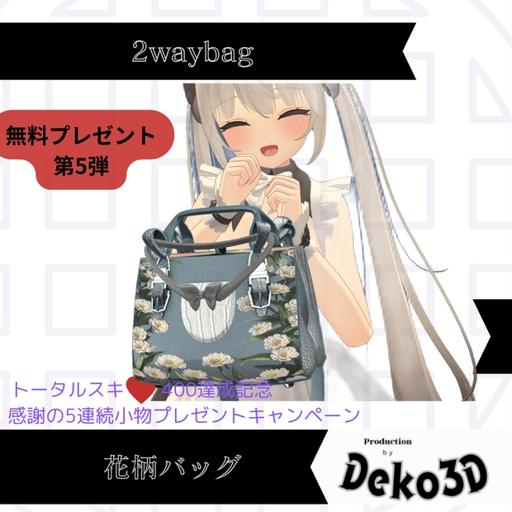 2waybag
無料プレゼント
第5弾
トータルスキ❤ 400達成記念
感謝の5連続小物プレゼントキャンペーン
花柄バッグ
Production
by
Deko3D